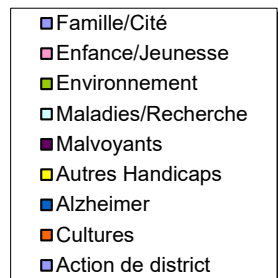 Famille/Cité
Enfance/Jeunesse
Environnement
Maladies/Recherche
Malvoyants
Autres Handicaps
Alzheimer
Cultures
Action de district